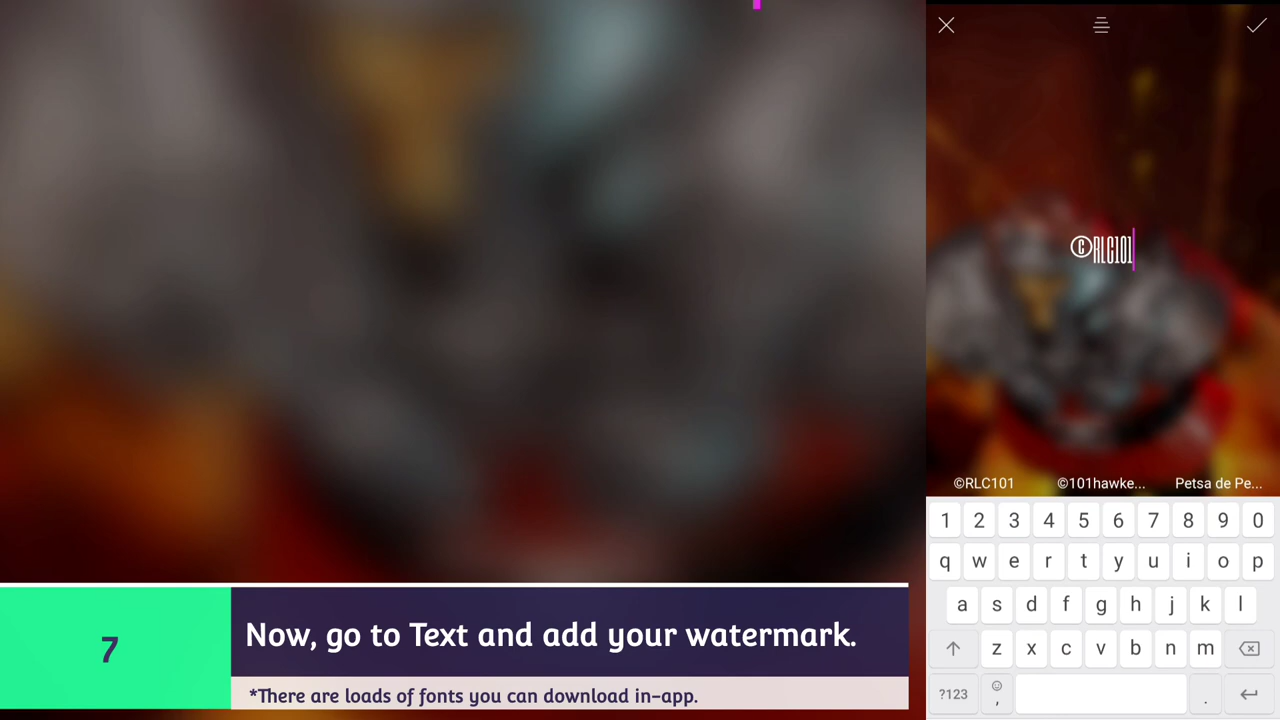 7
Now, go to Text and add your watermark.
*There are loads of fonts you can download in-app.
©RLC101
©RLC101 ©101hawke... Petsa de Pe...
1 2 3 4 5 6 7 8 9 0
q w e r t y u i o p
a s d f g h j k l
z x c v b n m
?123 , .